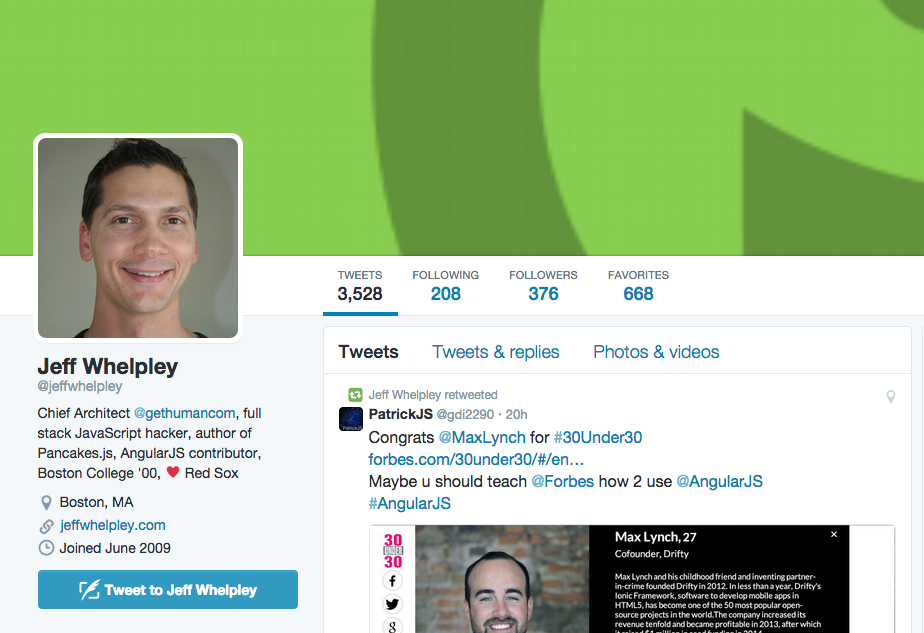 TWEETS FOLLOWING FOLLOWERS FAVORITES
3,528 208 376 668
Jeff Whelpley
@jeffwhelpley
Chief Architect @gethumancom, full
stack JavaScript hacker, author of
Pancakes.js, AngularJS contributor,
Boston College '00, ❤ Red Sox
Boston, MA
jeffwhelpley.com
Joined June 2009
Tweet to Jeff Whelpley
Tweets Tweets & replies Photos & videos
Jeff Whelpley retweeted
PatrickJS @gdi2290 · 20h
Congrats @MaxLynch for #30Under30
forbes.com/30under30/#/en…
Maybe u should teach @Forbes how 2 use @AngularJS
#AngularJS
30
UNDER
30
Max Lynch, 27
Cofounder, Drifty
Max Lynch and his childhood friend and inventing partner-
in-crime founded Drifty in 2012. In less than a year, Drifty's
Ionic Framework, software to develop mobile apps in
HTML5, has become one of the 50 most popular open-
source projects in the world.The company increased its
revenue tenfold and became profitable in 2013, after which